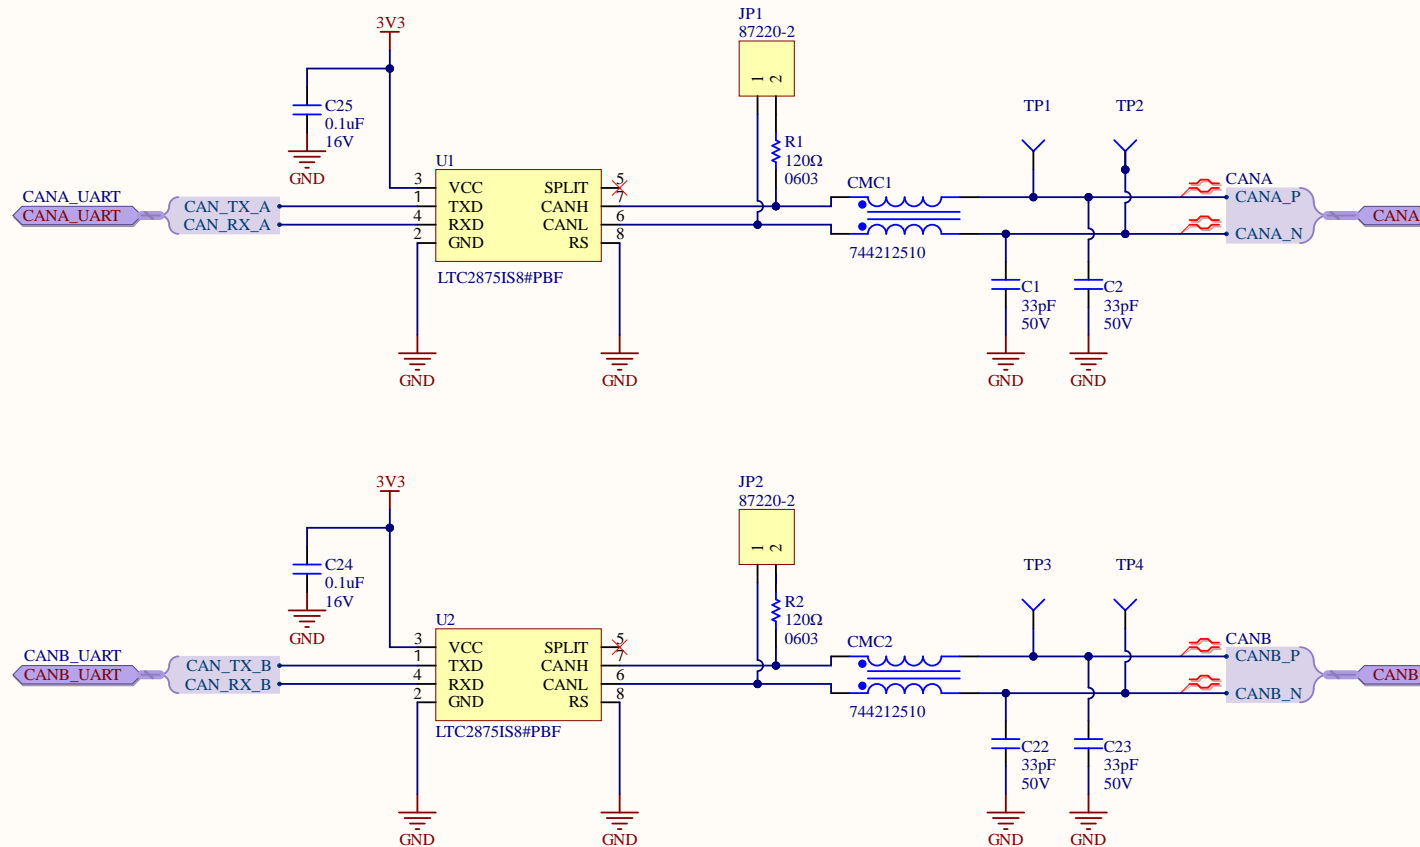 JP1
87220-2
3V3
1 2
C25
0.1uF
16V
GND
TP1 TP2
R1
120Ω
0603
U1
CANA_UART
CANA_UART
CAN_TX_A
CAN_RX_A
3 VCC SPLIT 5
1 TXD CANH 7
4 RXD CANL 6
2 GND RS 8
LTC2875IS8#PBF
CMC1
744212510
CANA
CANA_P
CANA_N
CANA
C1
33pF
50V
C2
33pF
50V
GND GND GND GND
JP2
87220-2
3V3
1 2
C24
0.1uF
16V
GND
TP3 TP4
R2
120Ω
0603
U2
CANB_UART
CANB_UART
CAN_TX_B
CAN_RX_B
3 VCC SPLIT 5
1 TXD CANH 7
4 RXD CANL 6
2 GND RS 8
LTC2875IS8#PBF
CMC2
744212510
CANB
CANB_P
CANB_N
CANB
C22
33pF
50V
C23
33pF
50V
GND GND GND GND